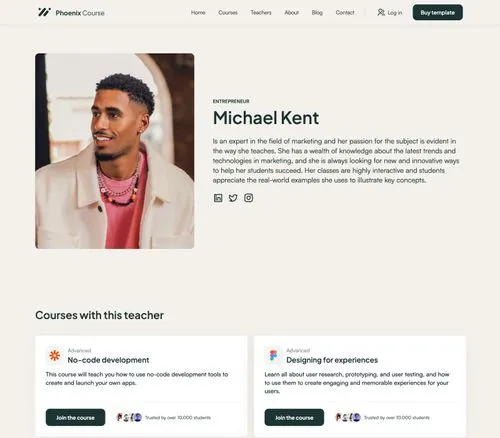 Phoenix Course
Home Courses Teachers About Blog Contact Log in Buy template
ENTREPRENEUR
Michael Kent
Is an expert in the field of marketing and her passion for the subject is evident in
the way she teaches. She has a wealth of knowledge about the latest trends and
technologies in marketing, and she is always looking for new and innovative ways
to help her students succeed. Her classes are highly interactive and students
appreciate the real-world examples she uses to illustrate key concepts.
Courses with this teacher
Advanced
No-code development
This course will teach you how to use no-code development tools to
create and launch your own apps.
Join the course
Trusted by over 10.000 students
Advanced
Designing for experiences
Learn all about user research, prototyping, and user testing, and how
to use them to create engaging and memorable experiences for your
users.
Join the course
Trusted by over 10.000 students